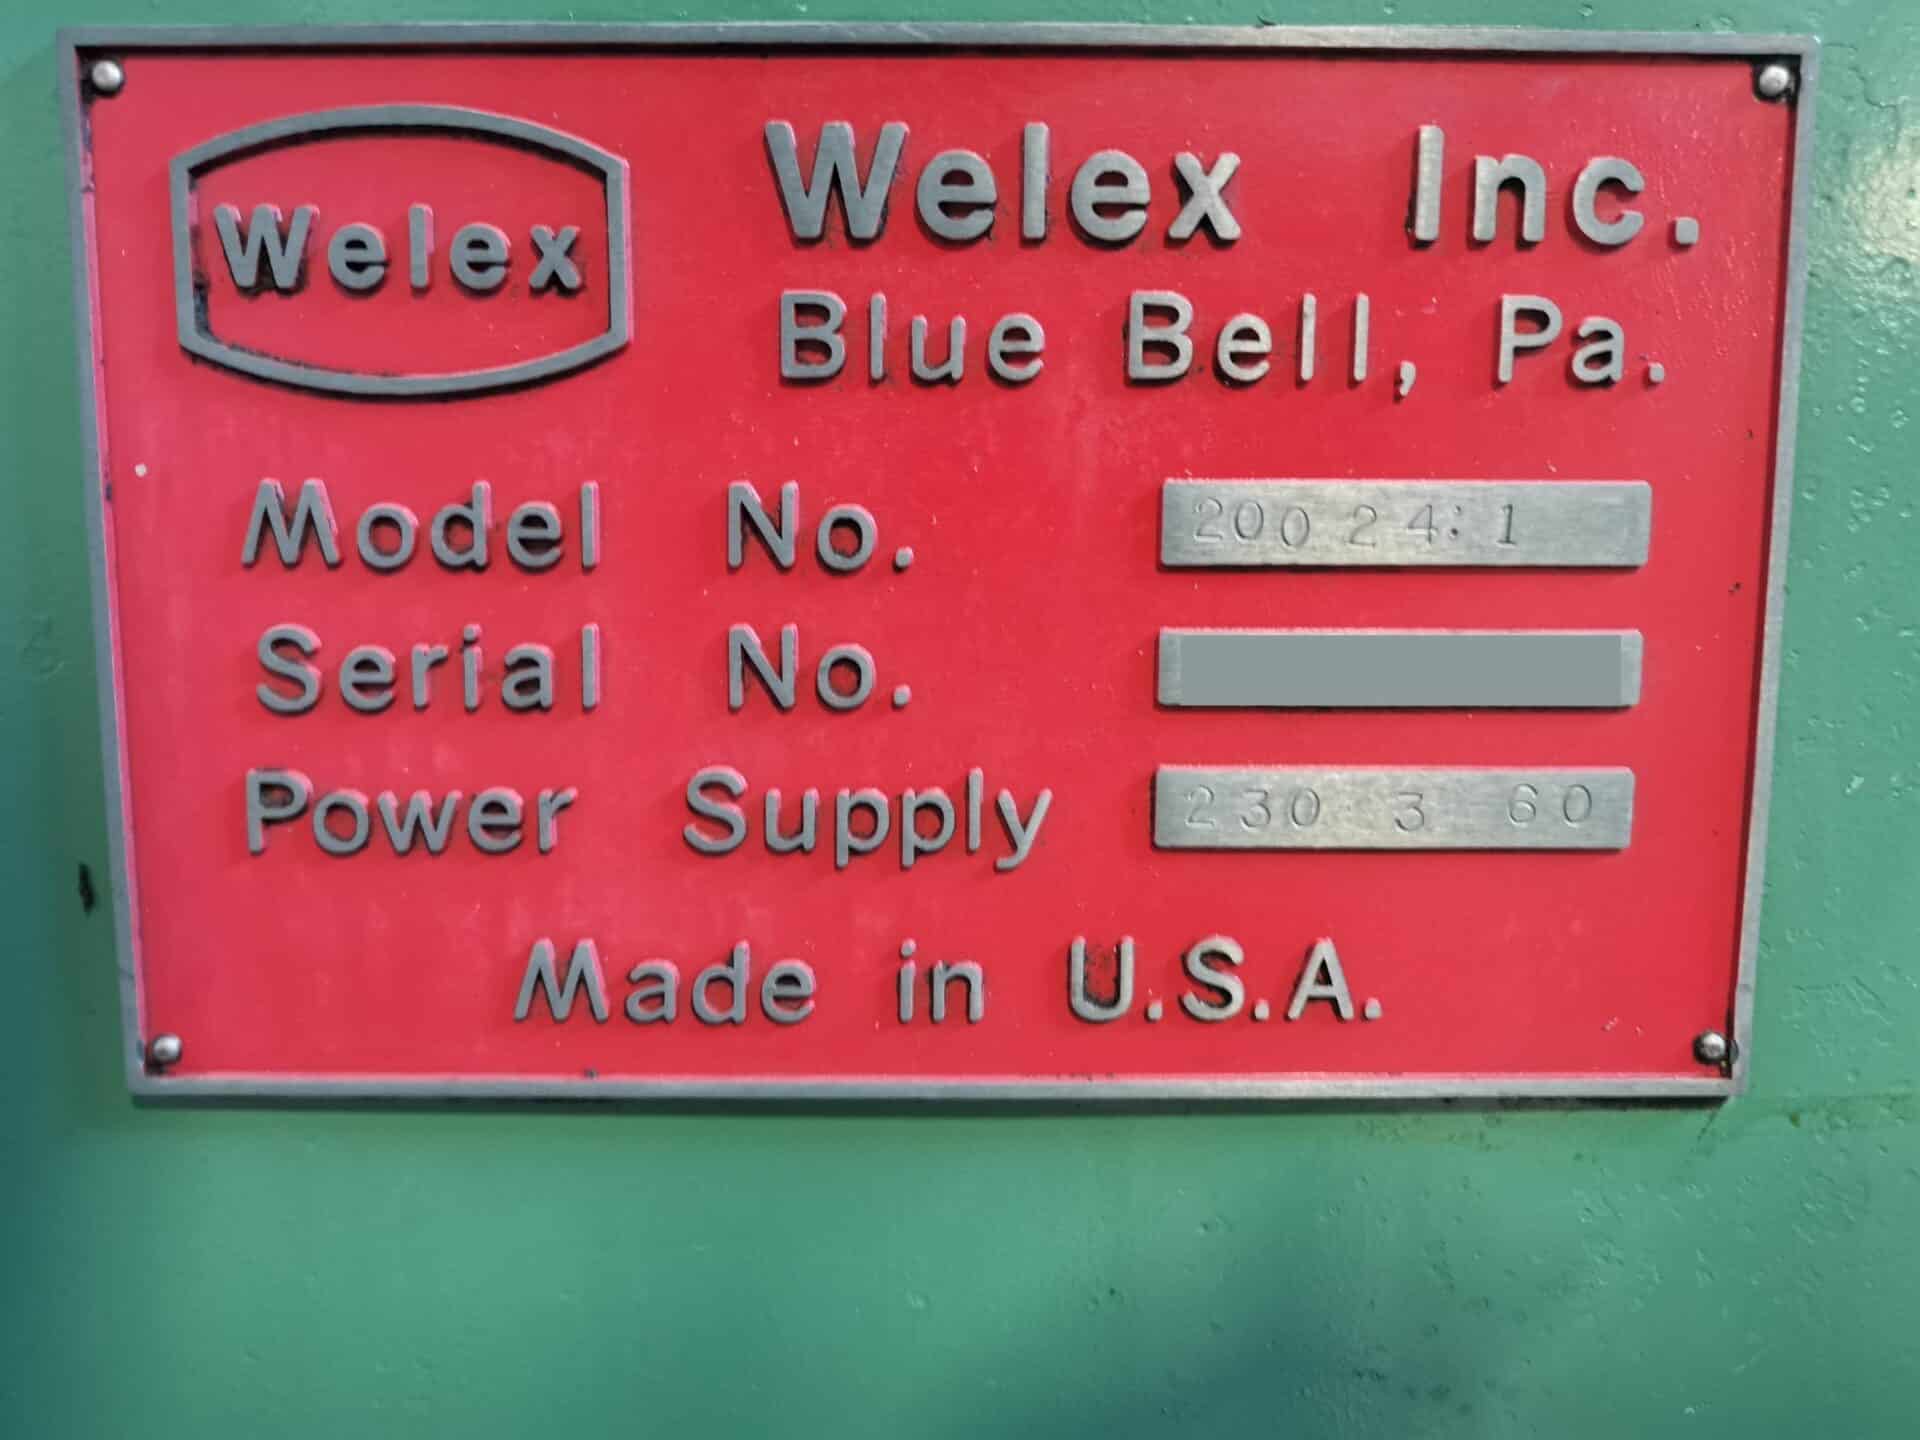 Welex
Welex Inc.
Blue Bell, Pa.
Model No. 200 24:1
Serial No.
Power Supply 230 3 60
Made in U.S.A.